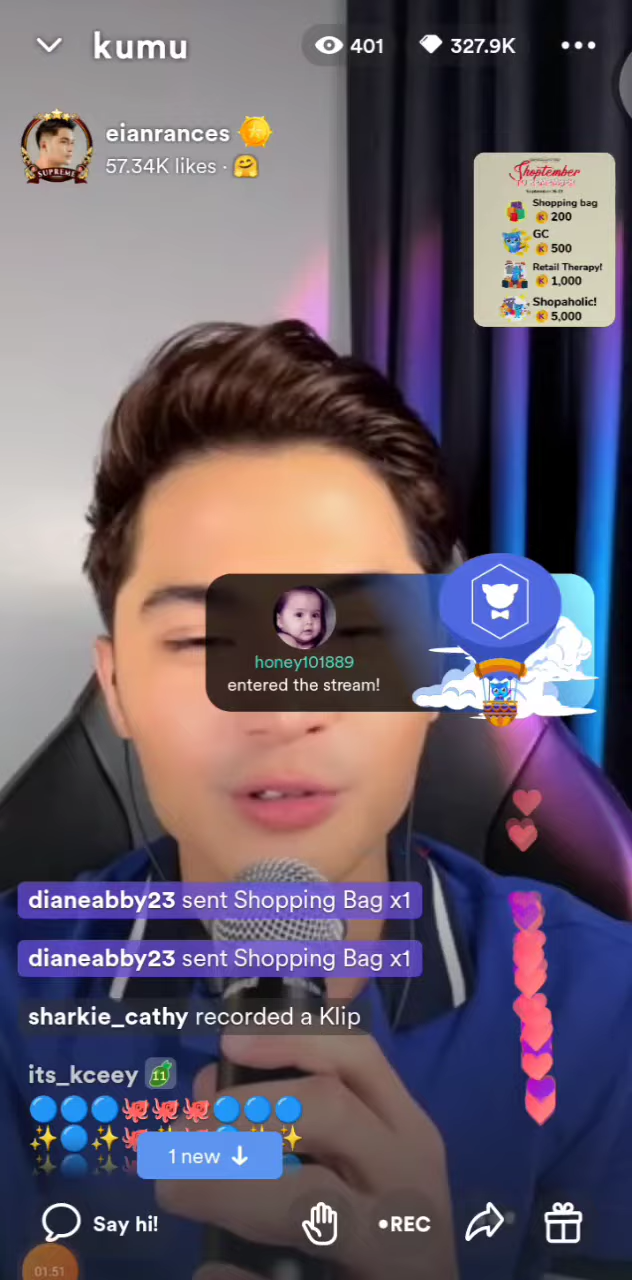 kumu
401
327.9K
eianrances
57.34K likes ·
SUPREME
Shoptember
Shopping bag
200
GC
500
Retail Therapy!
1,000
Shopaholic!
5,000
honey101889
entered the stream!
dianeabby23 sent Shopping Bag x1
dianeabby23 sent Shopping Bag x1
sharkie_cathy recorded a Klip
its_kceey 11
1 new
Say hi!
•REC
01:51